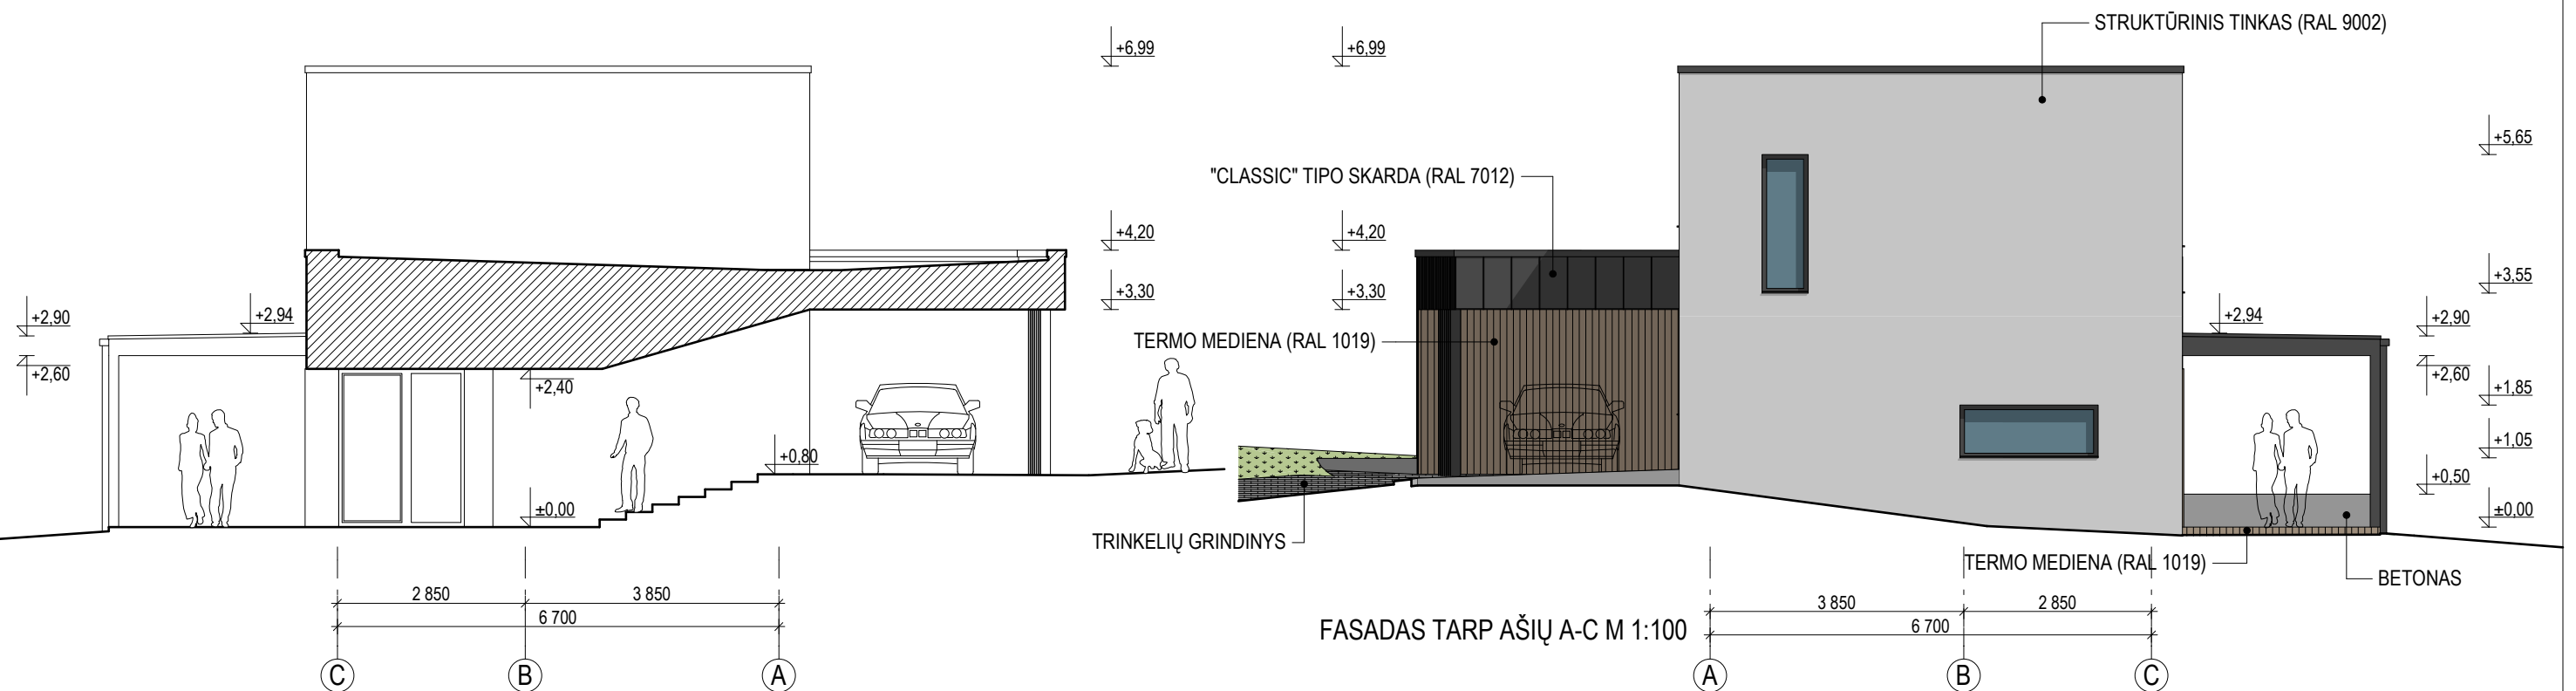 STRUKTŪRINIS TINKAS (RAL 9002)
+6,99
+6,99
+5,65
"CLASSIC" TIPO SKARDA (RAL 7012)
+4,20
+4,20
+3,55
+3,30
+3,30
+2,90
+2,94
+2,94
+2,90
TERMO MEDIENA (RAL 1019)
+2,60
+2,40
+2,60
+1,85
+0,80
+1,05
+0,50
±0,00
±0,00
TRINKELIŲ GRINDINYS
TERMO MEDIENA (RAL 1019)
BETONAS
2 850
3 850
3 850
2 850
6 700
6 700
FASADAS TARP AŠIŲ A-C M 1:100
C
B
A
A
B
C